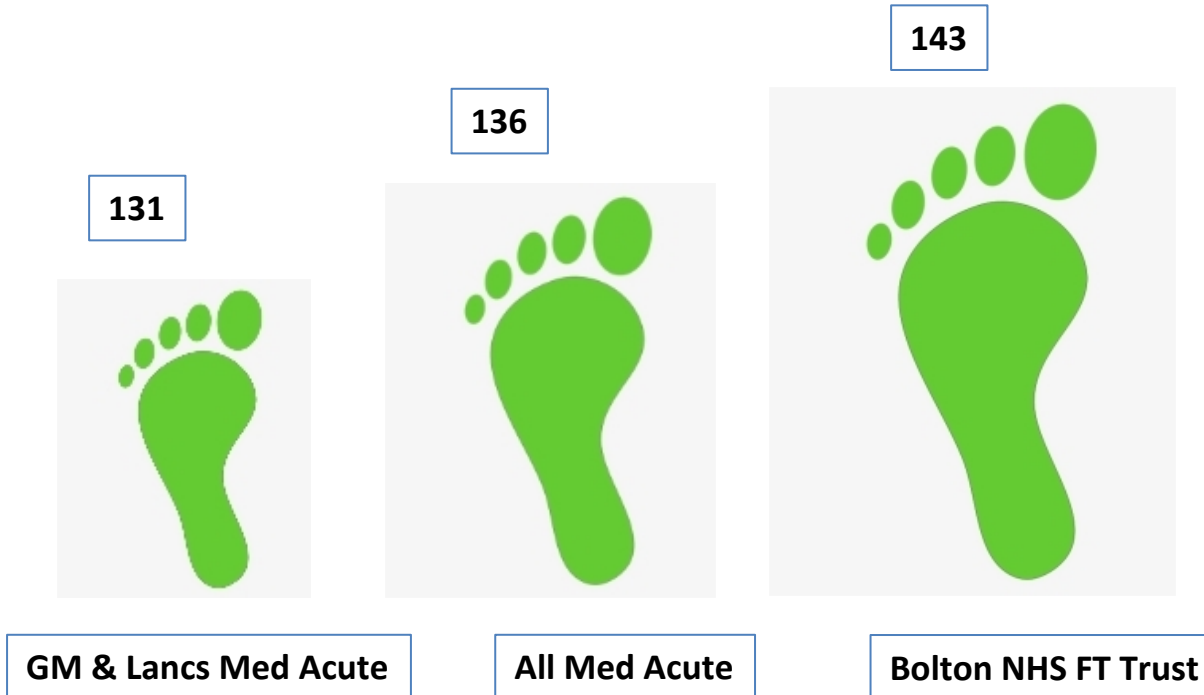 143
136
131
GM & Lancs Med Acute
All Med Acute
Bolton NHS FT Trust